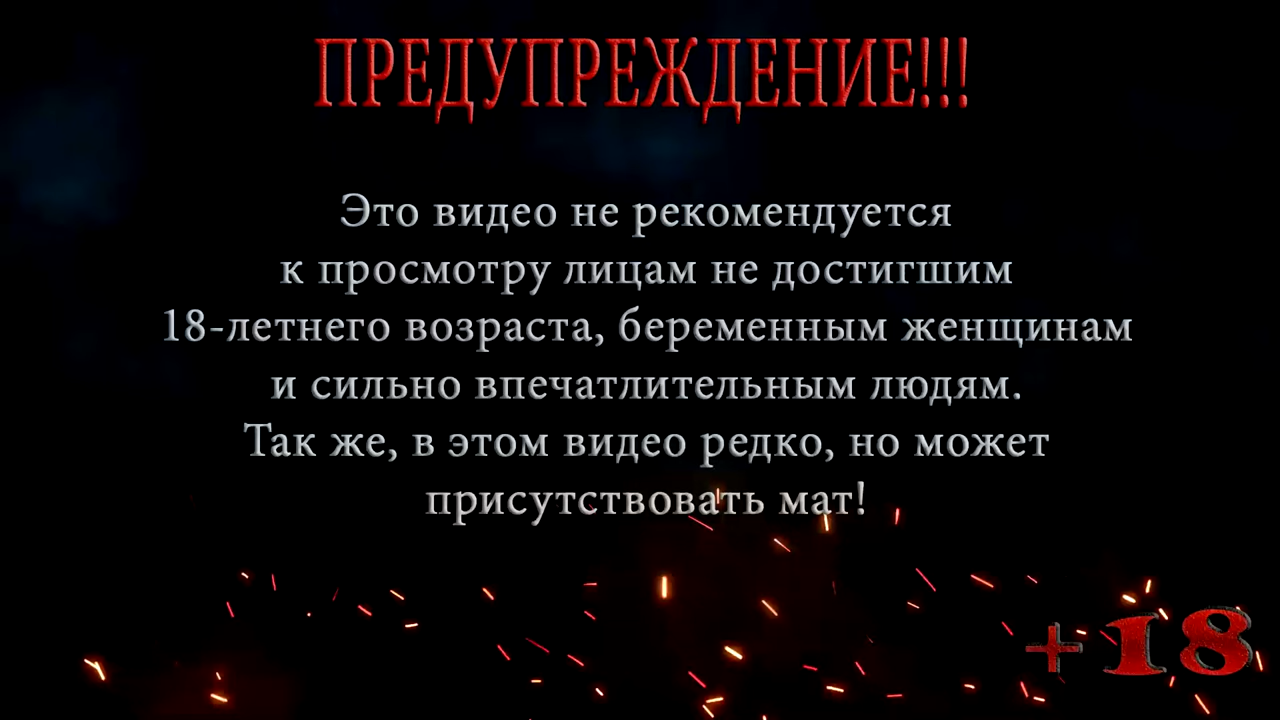 ПРЕДУПРЕЖДЕНИЕ!!!
Это видео не рекомендуется
к просмотру лицам не достигшим
18-летнего возраста, беременным женщинам
и сильно впечатлительным людям.
Так же, в этом видео редко, но может
присутствовать мат!
+18